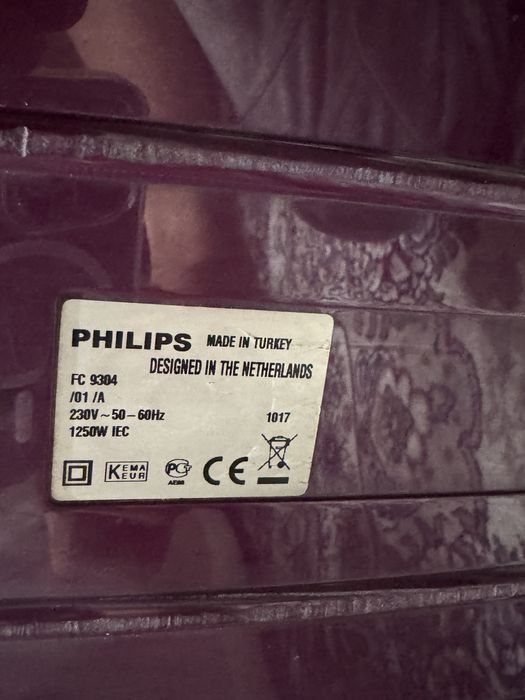 PHILIPS MADE IN TURKEY
DESIGNED IN THE NETHERLANDS
FC 9304
/01 /A
230V ~ 50 – 60Hz 1017
1250W IEC
KEMA
KEUR
PG CE